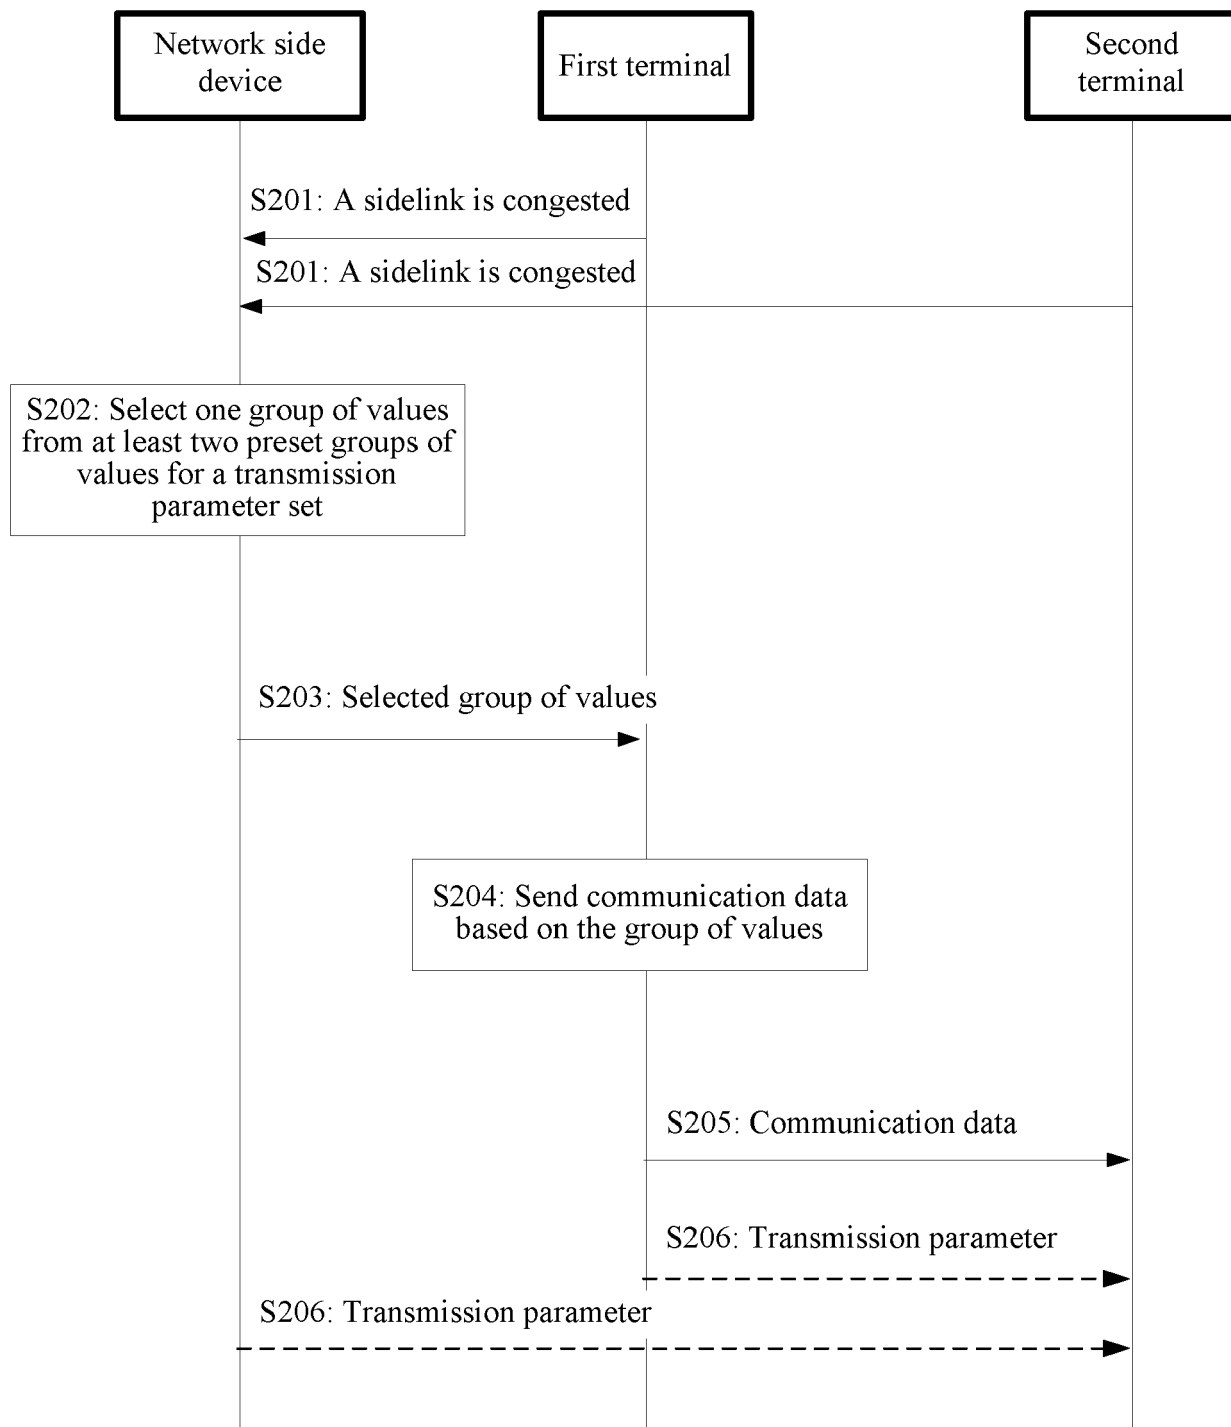 Network side
device
First terminal
Second
terminal
S201: A sidelink is congested
S201: A sidelink is congested
S202: Select one group of values
from at least two preset groups of
values for a transmission
parameter set
S203: Selected group of values
S204: Send communication data
based on the group of values
S205: Communication data
S206: Transmission parameter
S206: Transmission parameter